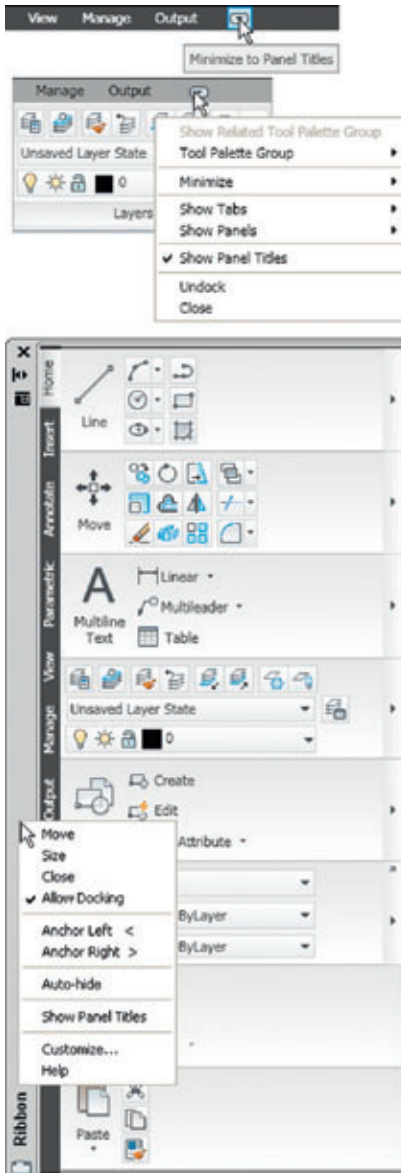 View Manage Output
Minimize to Panel Titles
Manage Output
Show Related Tool Palette Group
Tool Palette Group
Unsaved Layer State
Minimize
0
Show Tabs
Layers
Show Panels
Show Panel Titles
Undock
Close
Home
Insert
Annotate
Parametric
View
Manage
Output
Line
Move
A
Linear
Multileader
Multiline
Text
Table
Unsaved Layer State
0
Create
Edit
Attribute
Move
Size
Close
Allow Docking
Anchor Left <
Anchor Right >
Auto-hide
Show Panel Titles
Customize...
Help
ByLayer
ByLayer
Paste
Ribbon